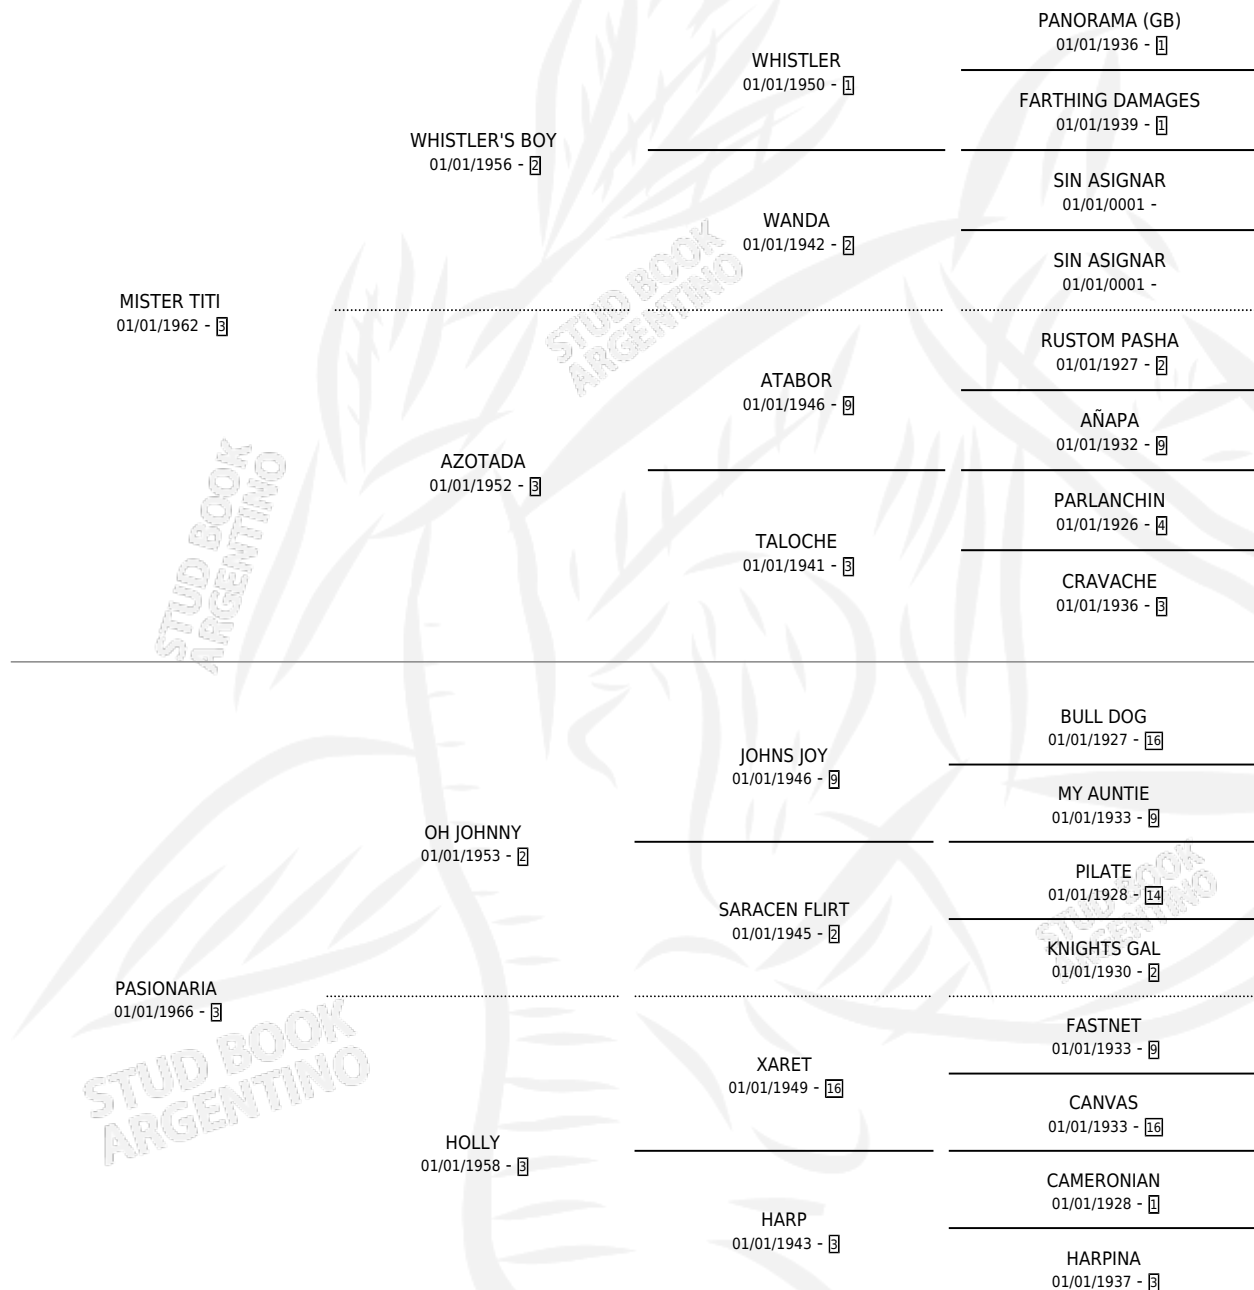 PANORAMA (GB)
01/01/1936 - 1
WHISTLER
01/01/1950 - 1
FARTHING DAMAGES
01/01/1939 - 1
WHISTLER'S BOY
01/01/1956 - 2
SIN ASIGNAR
01/01/0001 -
WANDA
01/01/1942 - 2
SIN ASIGNAR
01/01/0001 -
MISTER TITI
01/01/1962 - 3
RUSTOM PASHA
01/01/1927 - 2
ATABOR
01/01/1946 - 9
AÑAPA
01/01/1932 - 9
AZOTADA
01/01/1952 - 3
PARLANCHIN
01/01/1926 - 4
TALOCHE
01/01/1941 - 3
CRAVACHE
01/01/1936 - 3
BULL DOG
01/01/1927 - 16
JOHNS JOY
01/01/1946 - 9
MY AUNTIE
01/01/1933 - 9
OH JOHNNY
01/01/1953 - 2
PILATE
01/01/1928 - 14
SARACEN FLIRT
01/01/1945 - 2
KNIGHTS GAL
01/01/1930 - 2
PASIONARIA
01/01/1966 - 3
FASTNET
01/01/1933 - 9
XARET
01/01/1949 - 16
CANVAS
01/01/1933 - 16
HOLLY
01/01/1958 - 3
CAMERONIAN
01/01/1928 - 1
HARP
01/01/1943 - 3
HARPINA
01/01/1937 - 3
STUD BOOK
ARGENTINO
STUD BOOK
ARGENTINO
STUD BOOK
ARGENTINO
STUD BOOK
ARGENTINO